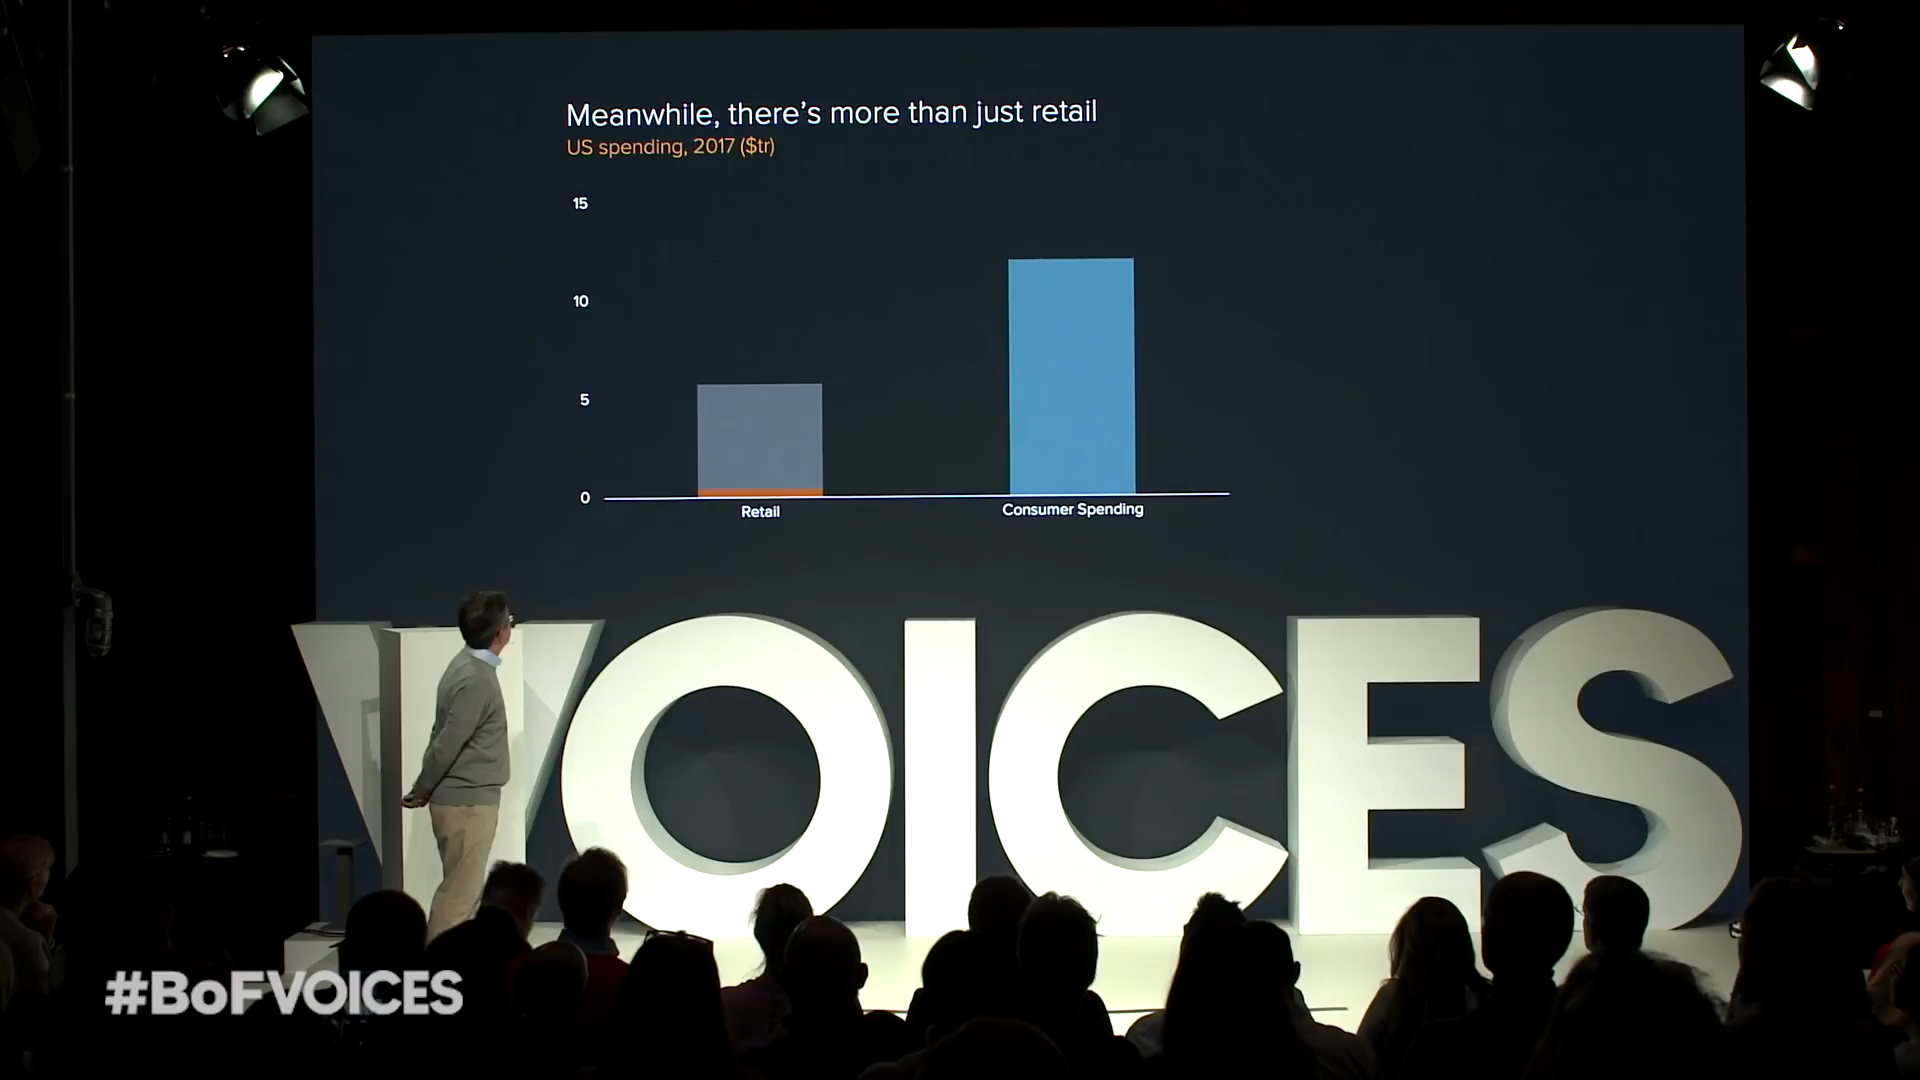 Meanwhile, there's more than just retail
US spending, 2017 ($tr)
15
10
5
0
Retail
Consumer Spending
VOICES
#BoFVOICES